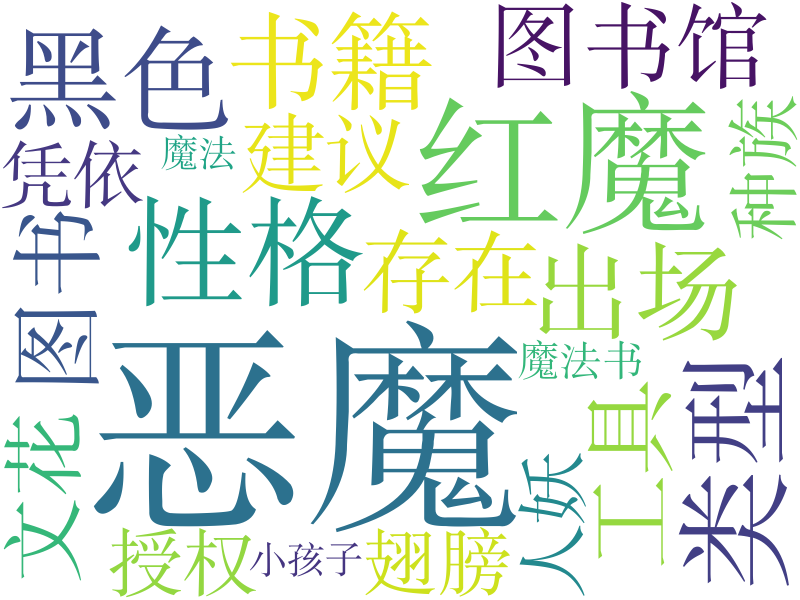 黑色
书籍
图书馆
凭依
魔法
建议
红魔
种族
图书
性格
存在
出场
恶魔
魔法书
类型
文花
工具
人妖
授权
小孩子
翅膀